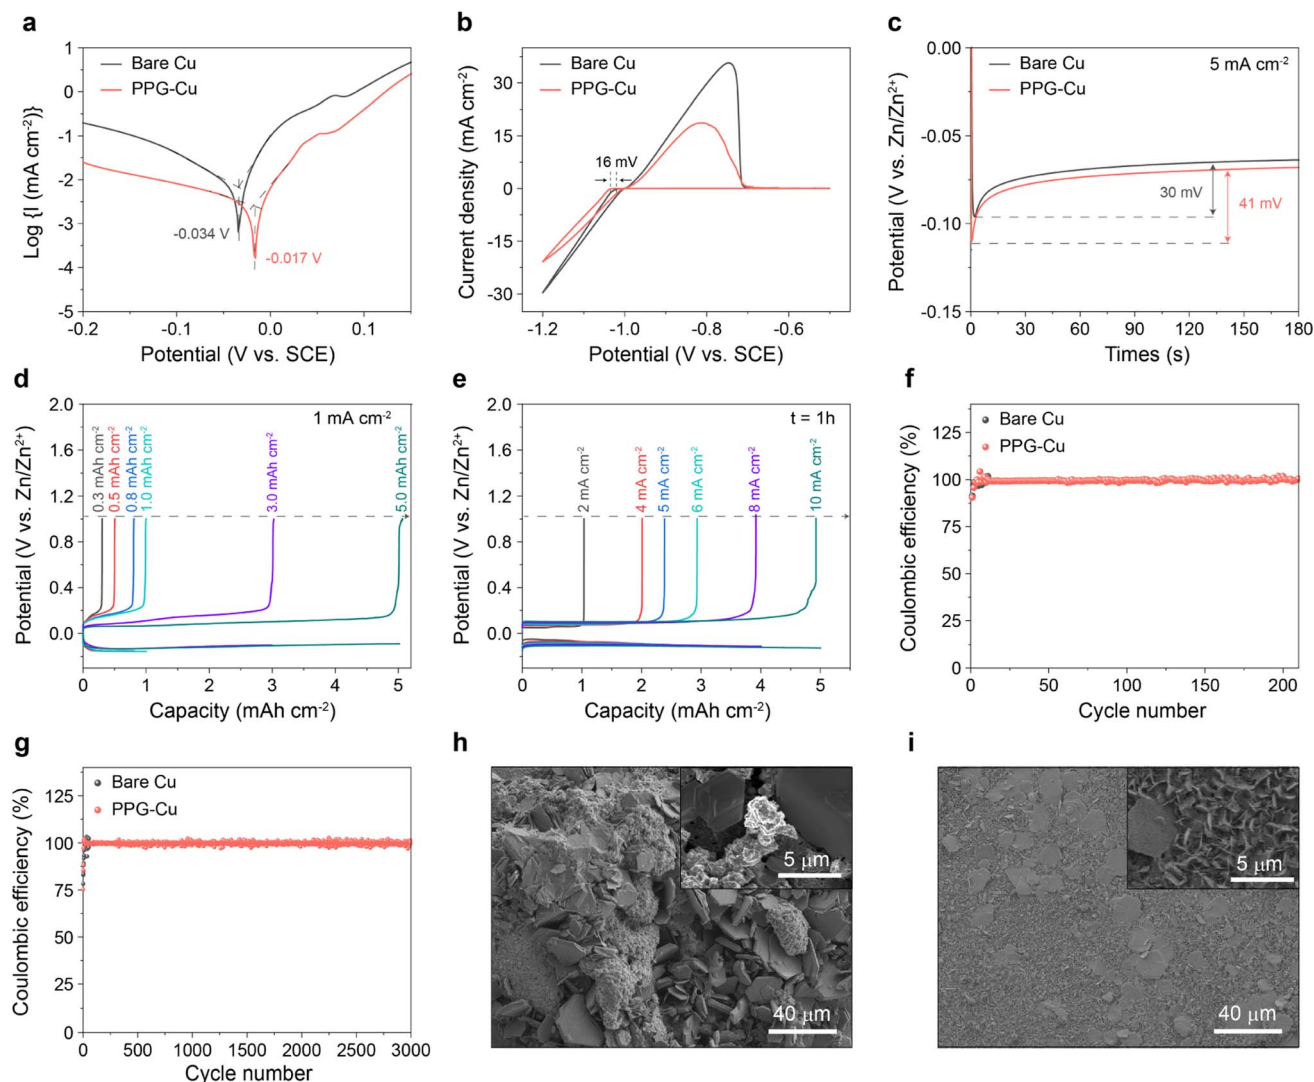 a
Bare Cu
PPG-Cu
Log {I (mA cm⁻²)}
1
0
-1
-2
-3
-4
-5
-0.034 V
-0.017 V
-0.2
-0.1
0.0
0.1
Potential (V vs. SCE)
b
Bare Cu
PPG-Cu
Current density (mA cm⁻²)
30
15
0
-15
-30
16 mV
-1.2
-1.0
-0.8
-0.6
Potential (V vs. SCE)
c
Bare Cu
PPG-Cu
5 mA cm⁻²
Potential (V vs. Zn/Zn²⁺)
0.00
-0.05
-0.10
-0.15
30 mV
41 mV
0
30
60
90
120
150
180
Times (s)
d
1 mA cm⁻²
Potential (V vs. Zn/Zn²⁺)
2.0
1.6
1.2
0.8
0.4
0.0
0.3 mAh cm⁻²
0.5 mAh cm⁻²
0.8 mAh cm⁻²
1.0 mAh cm⁻²
3.0 mAh cm⁻²
5.0 mAh cm⁻²
0
1
2
3
4
5
Capacity (mAh cm⁻²)
e
t = 1h
Potential (V vs. Zn/Zn²⁺)
2.0
1.6
1.2
0.8
0.4
0.0
2 mA cm⁻²
4 mA cm⁻²
5 mA cm⁻²
6 mA cm⁻²
8 mA cm⁻²
10 mA cm⁻²
0
1
2
3
4
5
Capacity (mAh cm⁻²)
f
Bare Cu
PPG-Cu
Coulombic efficiency (%)
125
100
75
50
25
0
0
50
100
150
200
Cycle number
g
Bare Cu
PPG-Cu
Coulombic efficiency (%)
125
100
75
50
25
0
0
500
1000
1500
2000
2500
3000
Cycle number
h
5 µm
40 µm
i
5 µm
40 µm